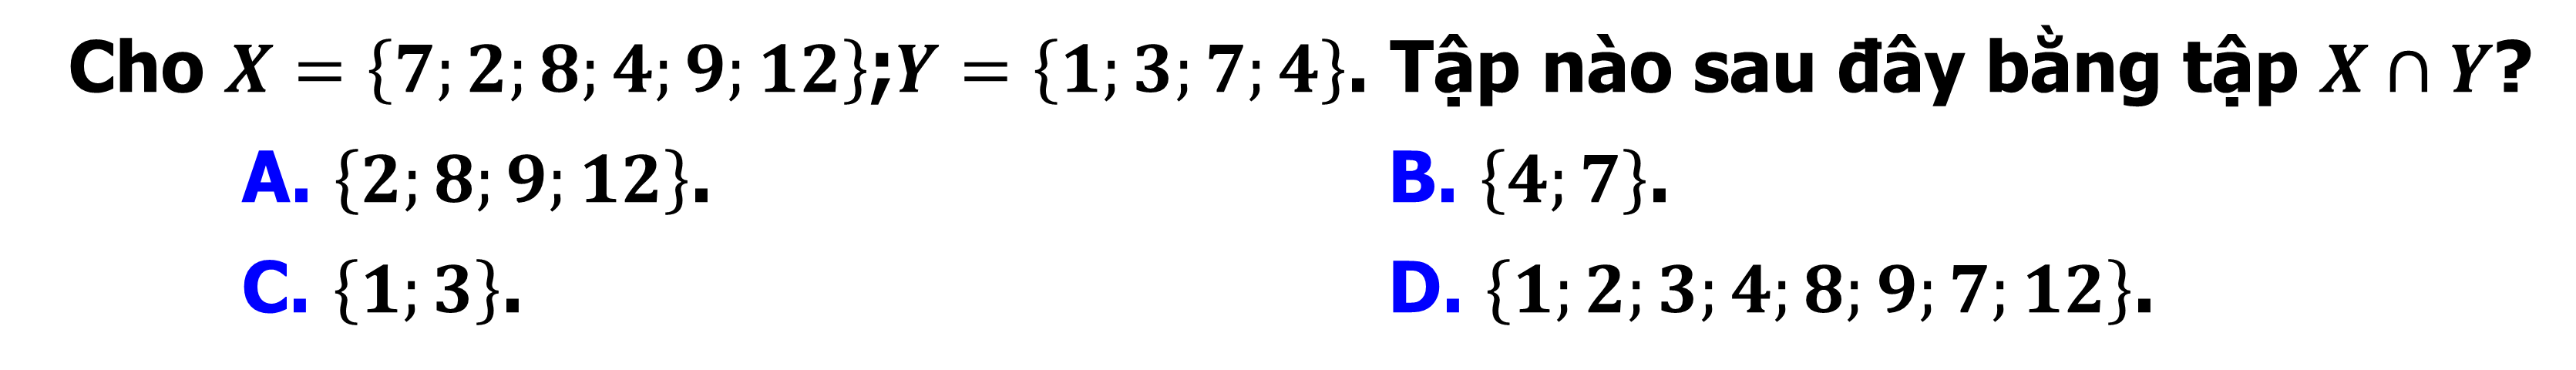 Cho X = {7; 2; 8; 4; 9; 12};Y = {1; 3; 7; 4}. Tập nào sau đây bằng tập X ∩ Y?
A. {2; 8; 9; 12}. B. {4; 7}.
C. {1; 3}. D. {1; 2; 3; 4; 8; 9; 7; 12}.